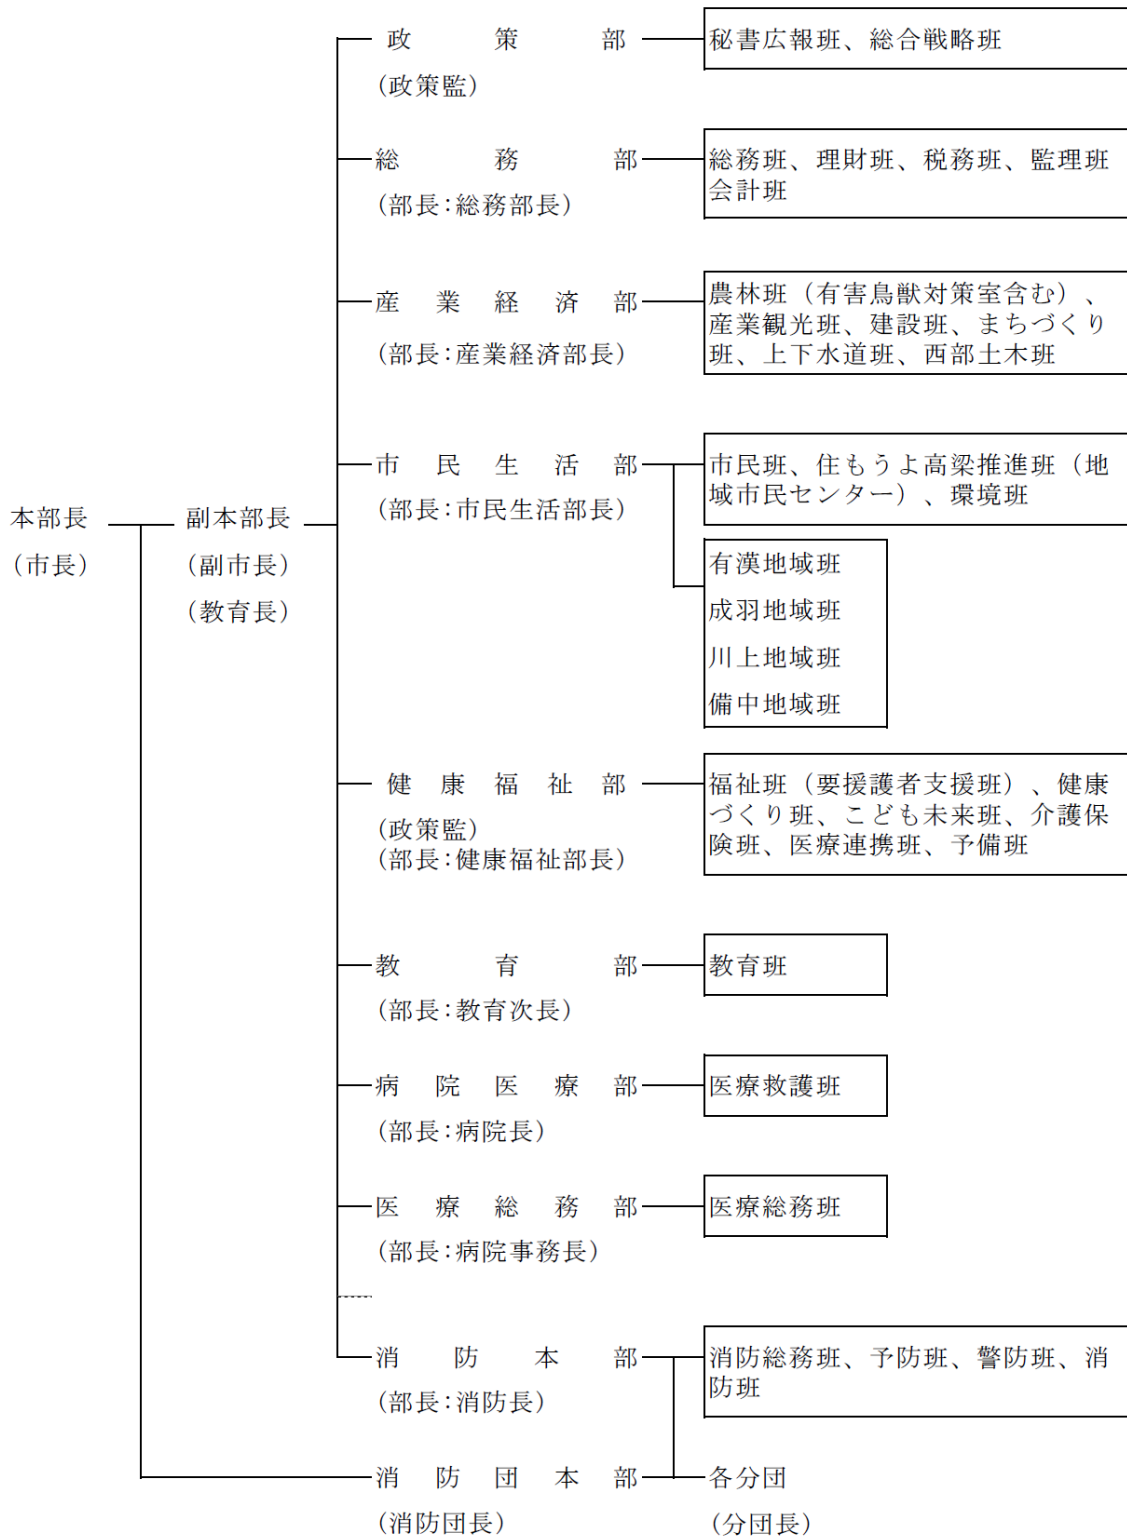 政策部
秘書広報班、総合戦略班
(政策監)
総務部
総務班、理財班、税務班、監理班
会計班
(部長:総務部長)
産業経済部
農林班（有害鳥獣対策室含む）、
産業観光班、建設班、まちづくり
班、上下水道班、西部土木班
(部長:産業経済部長)
市民生活部
市民班、住もうよ高梁推進班（地
域市民センター）、環境班
(部長:市民生活部長)
本部長
(市長)
副本部長
(副市長)
(教育長)
有漢地域班
成羽地域班
川上地域班
備中地域班
健康福祉部
福祉班（要援護者支援班）、健康
づくり班、こども未来班、介護保
険班、医療連携班、予備班
(政策監)
(部長:健康福祉部長)
教育部
教育班
(部長:教育次長)
病院医療部
医療救護班
(部長:病院長)
医療総務部
医療総務班
(部長:病院事務長)
消防本部
消防総務班、予防班、警防班、消
防班
(部長:消防長)
消防団本部
各分団
(消防団長)
(分団長)